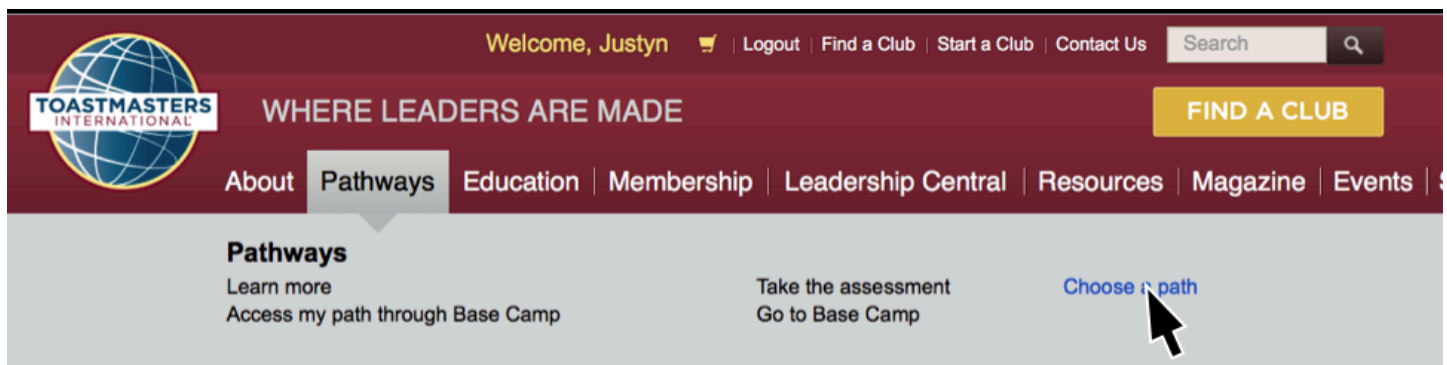 Welcome, Justyn | Logout | Find a Club | Start a Club | Contact Us Search
TOASTMASTERS
INTERNATIONAL
WHERE LEADERS ARE MADE
FIND A CLUB
About Pathways Education | Membership | Leadership Central | Resources | Magazine | Events |
Pathways
Learn more Take the assessment Choose a path
Access my path through Base Camp Go to Base Camp